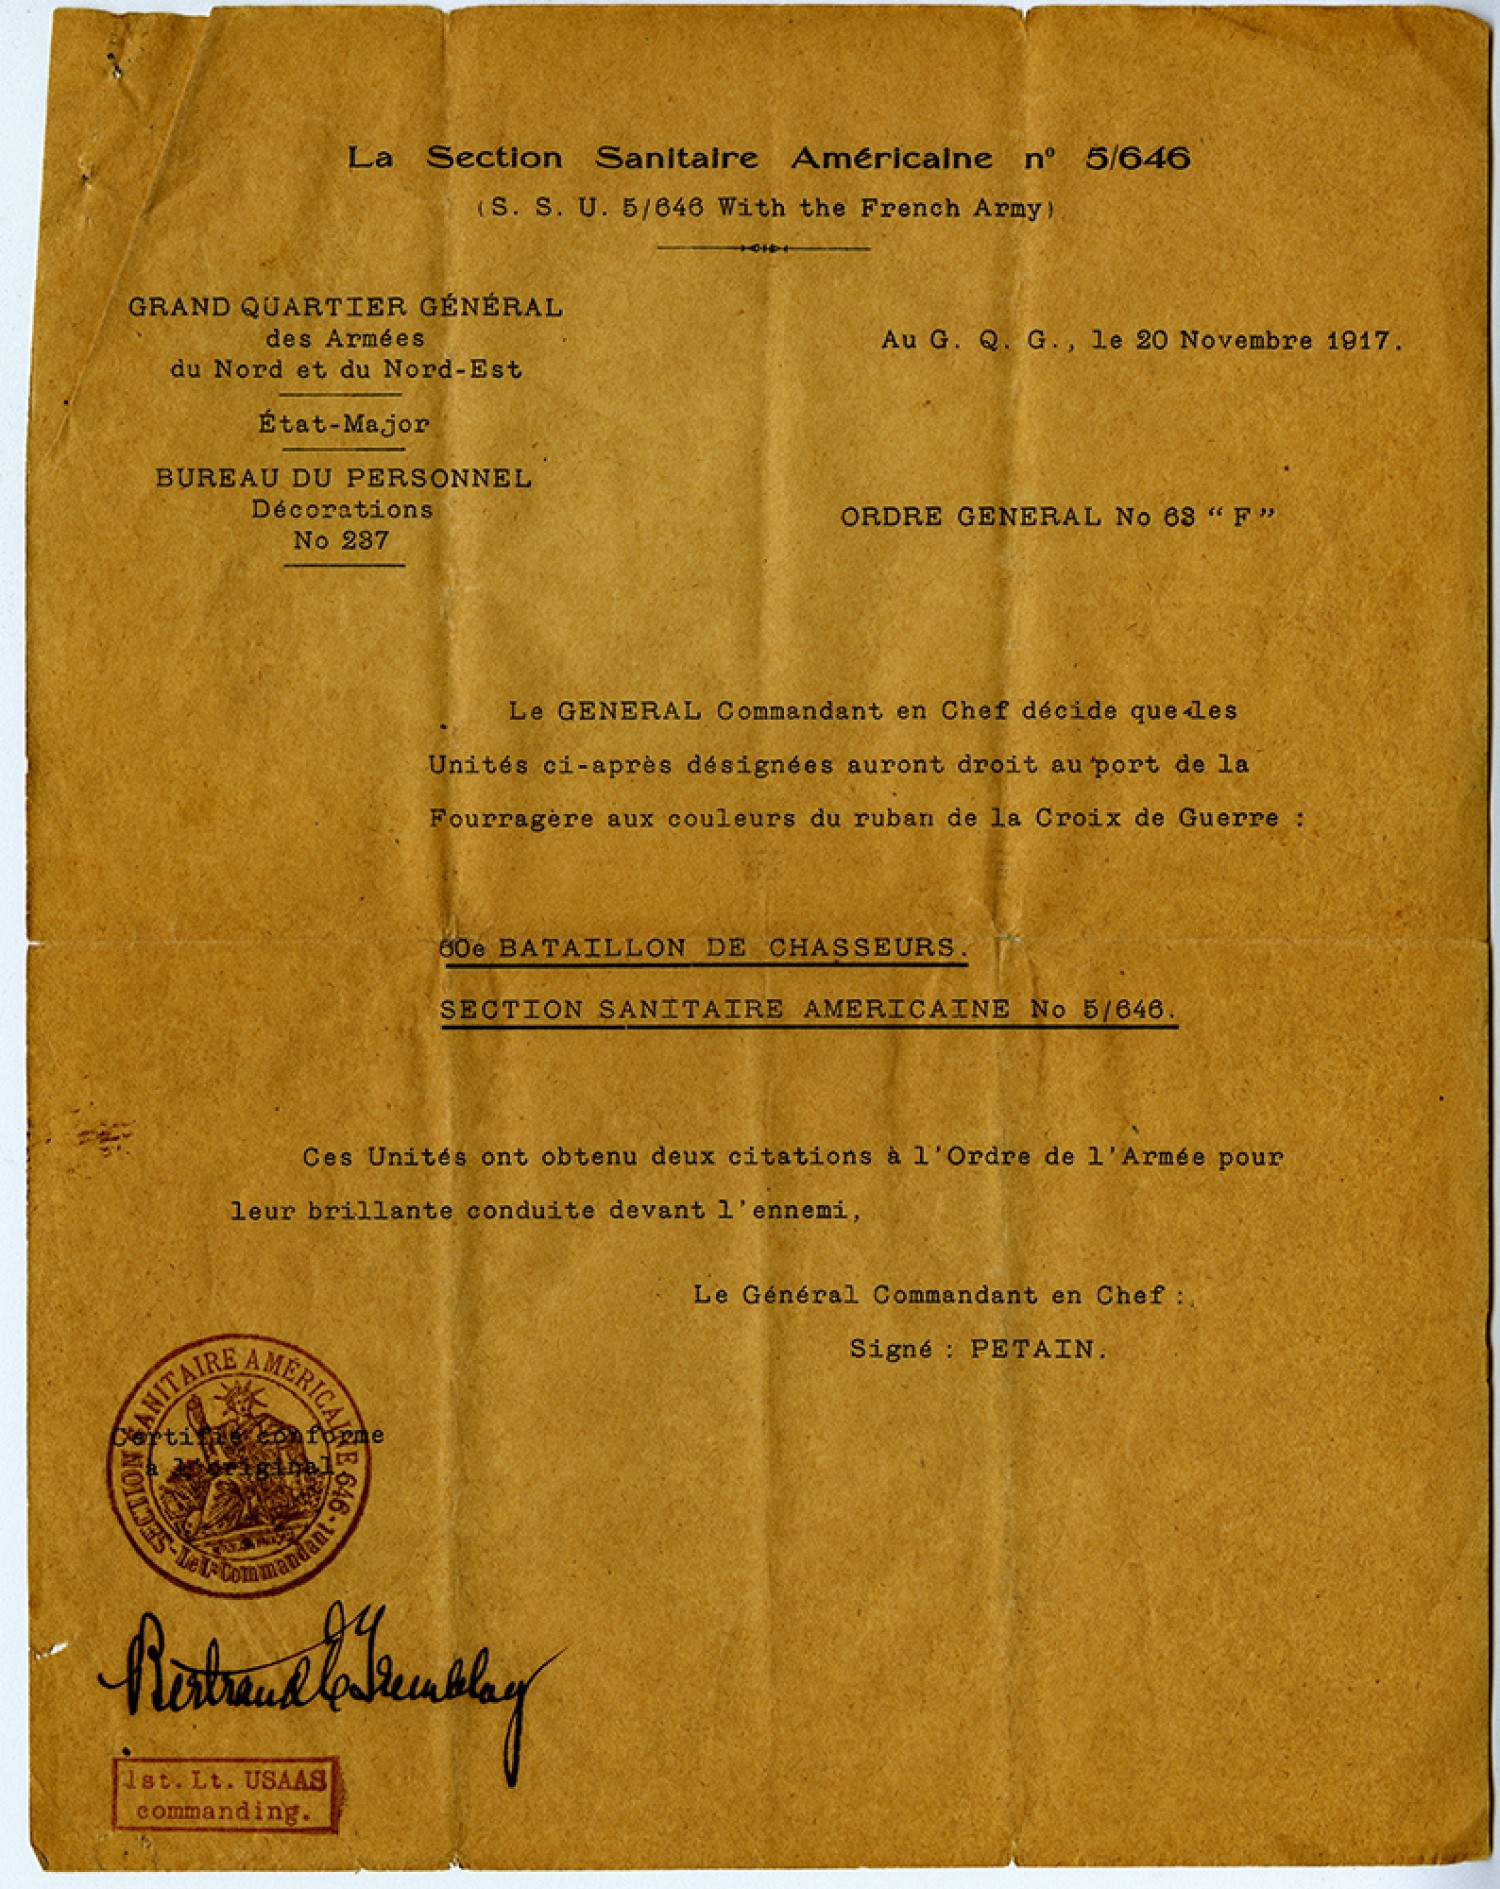 La Section Sanitaire Américaine nº 5/646
(S. S. U. 5/646 With the French Army)
GRAND QUARTIER GÉNÉRAL
des Armées
du Nord et du Nord-Est
État-Major
BUREAU DU PERSONNEL
Décorations
No 237
Au G. Q. G., le 20 Novembre 1917.
ORDRE GENERAL No 63 “ F ”
Le GENERAL Commandant en Chef décide que les
Unités ci-après désignées auront droit au port de la
Fourragère aux couleurs du ruban de la Croix de Guerre :
60e BATAILLON DE CHASSEURS.
SECTION SANITAIRE AMERICAINE No 5/646.
Ces Unités ont obtenu deux citations à l'Ordre de l'Armée pour
leur brillante conduite devant l'ennemi,
Le Général Commandant en Chef :
Signé : PETAIN.
SECTION SANITAIRE AMÉRICAINE 646
- Le Lt Commandant -
Certifié conforme
a l'original
Bertrand Tremblay
1st. Lt. USAAS
commanding.